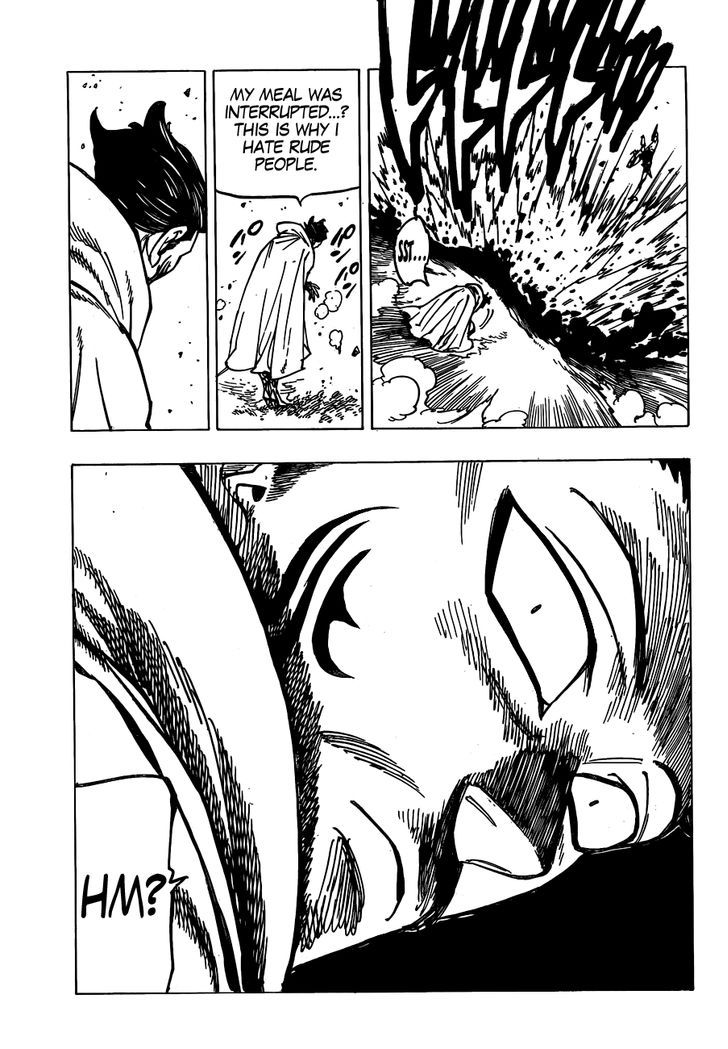 SST...
MY MEAL WAS
INTERRUPTED...?
THIS IS WHY I
HATE RUDE
PEOPLE.
HM?